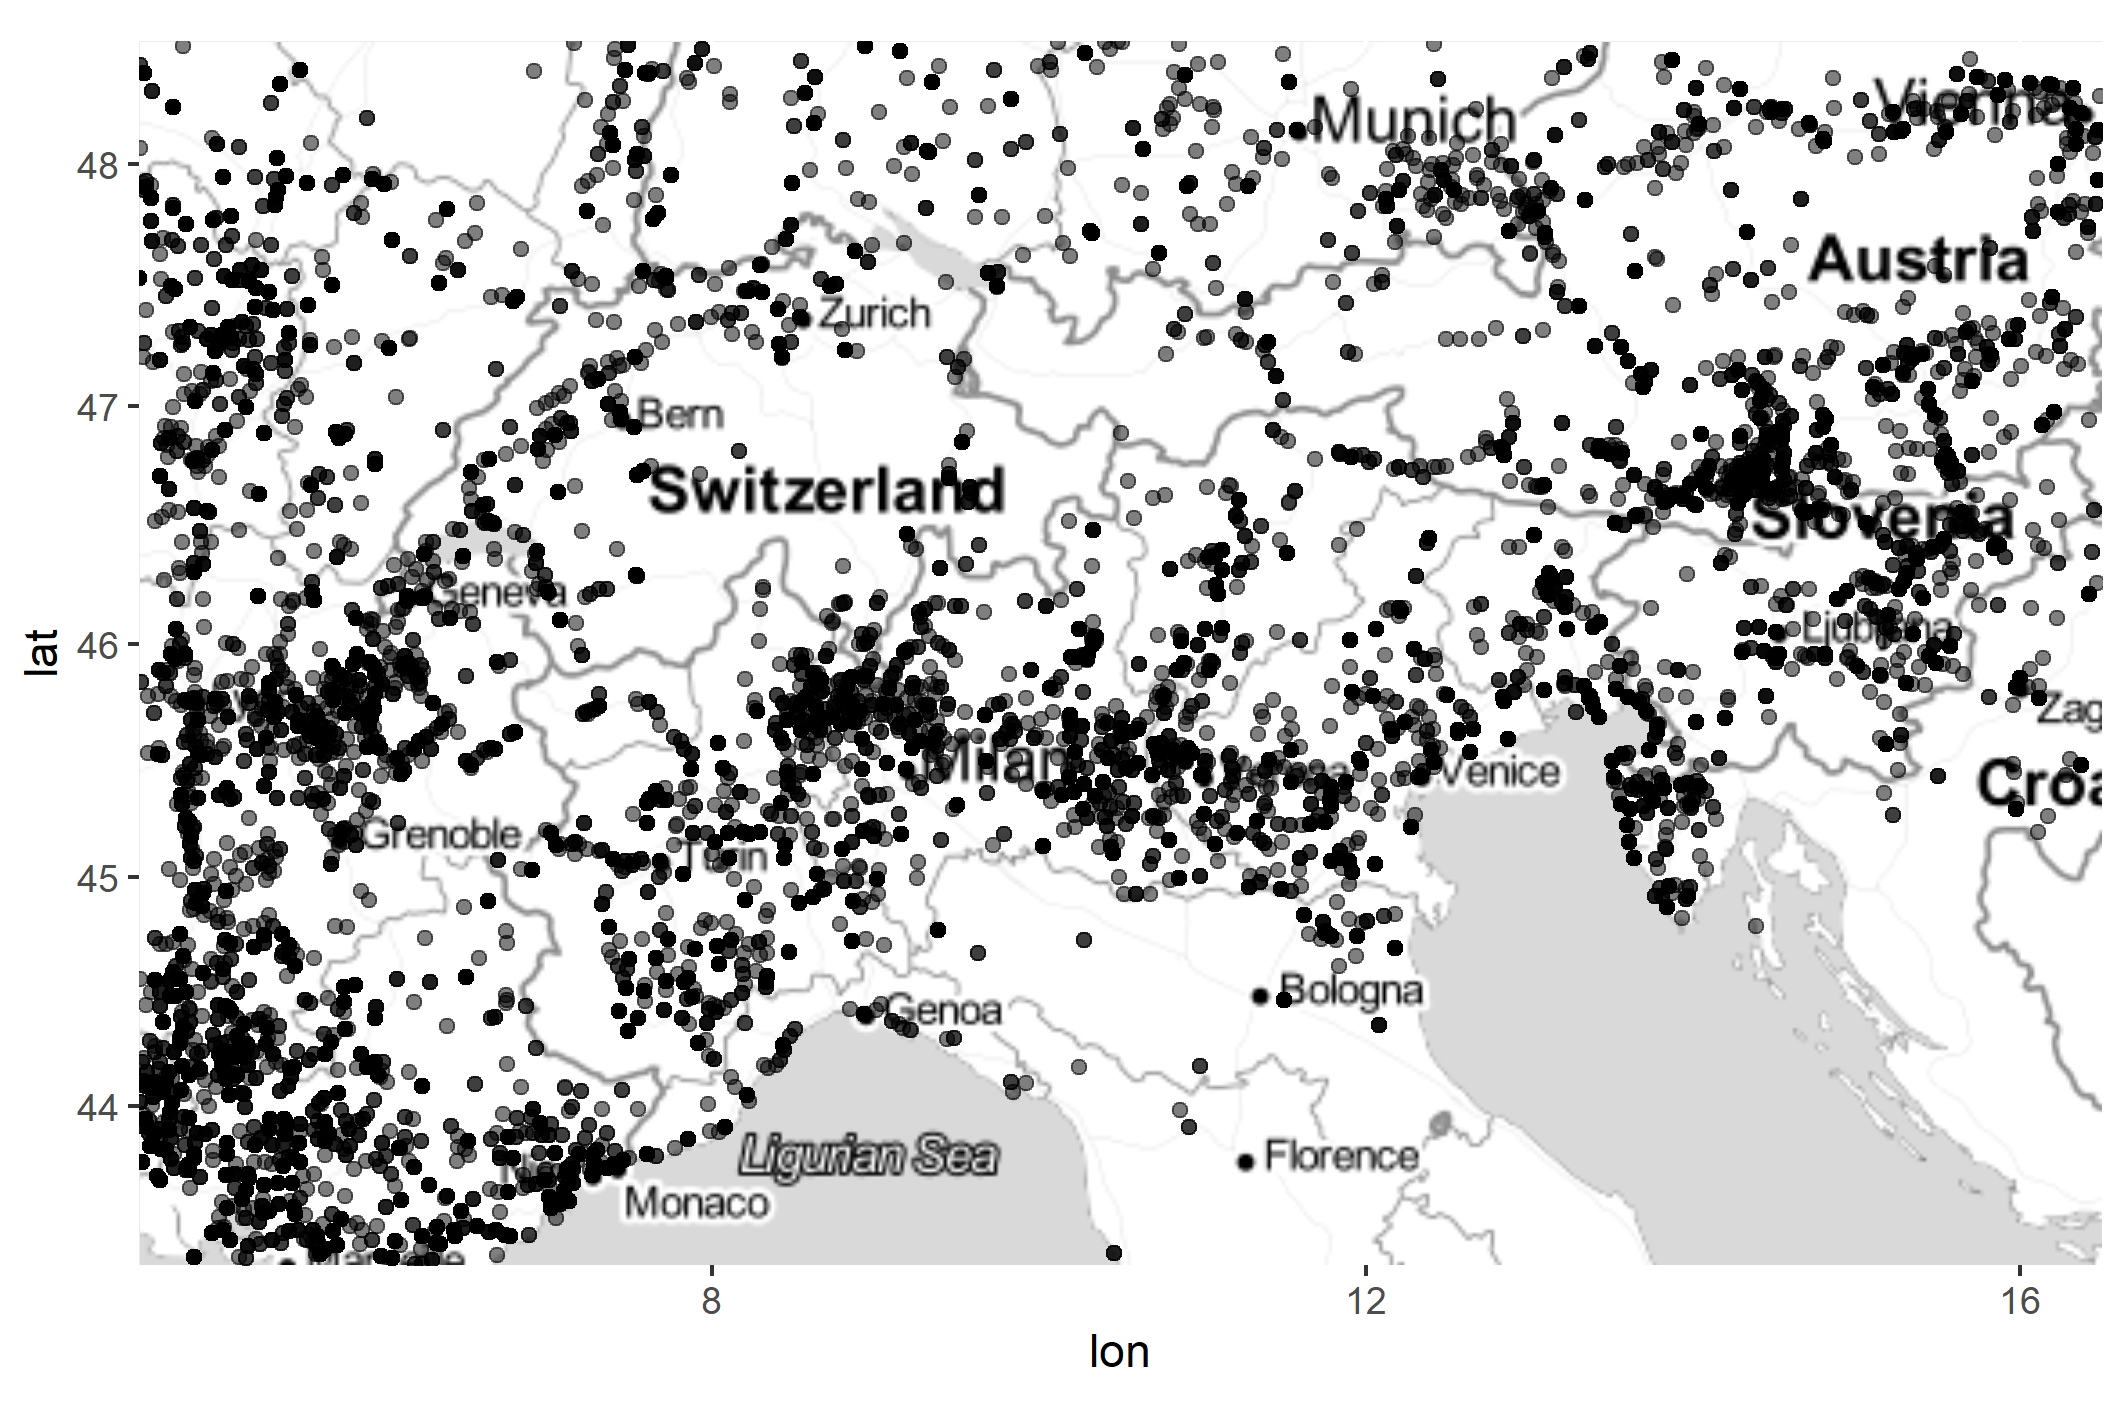 Munich
Vienna
48
Austria
Zurich
47
Bern
Switzerland
Slovenia
Geneva
46
Ljubljana
Zag
Milan
Venice
Croa
Grenoble
45
Turin
Bologna
Genoa
44
Ligurian Sea
Florence
Monaco
lat
8
12
16
lon